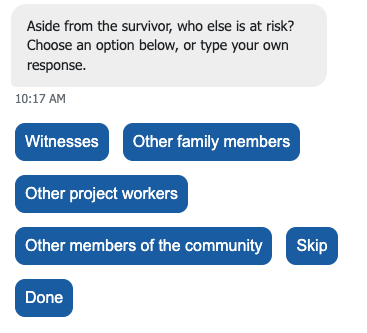 Aside from the survivor, who else is at risk?
Choose an option below, or type your own
response.
10:17 AM
Witnesses
Other family members
Other project workers
Other members of the community
Skip
Done